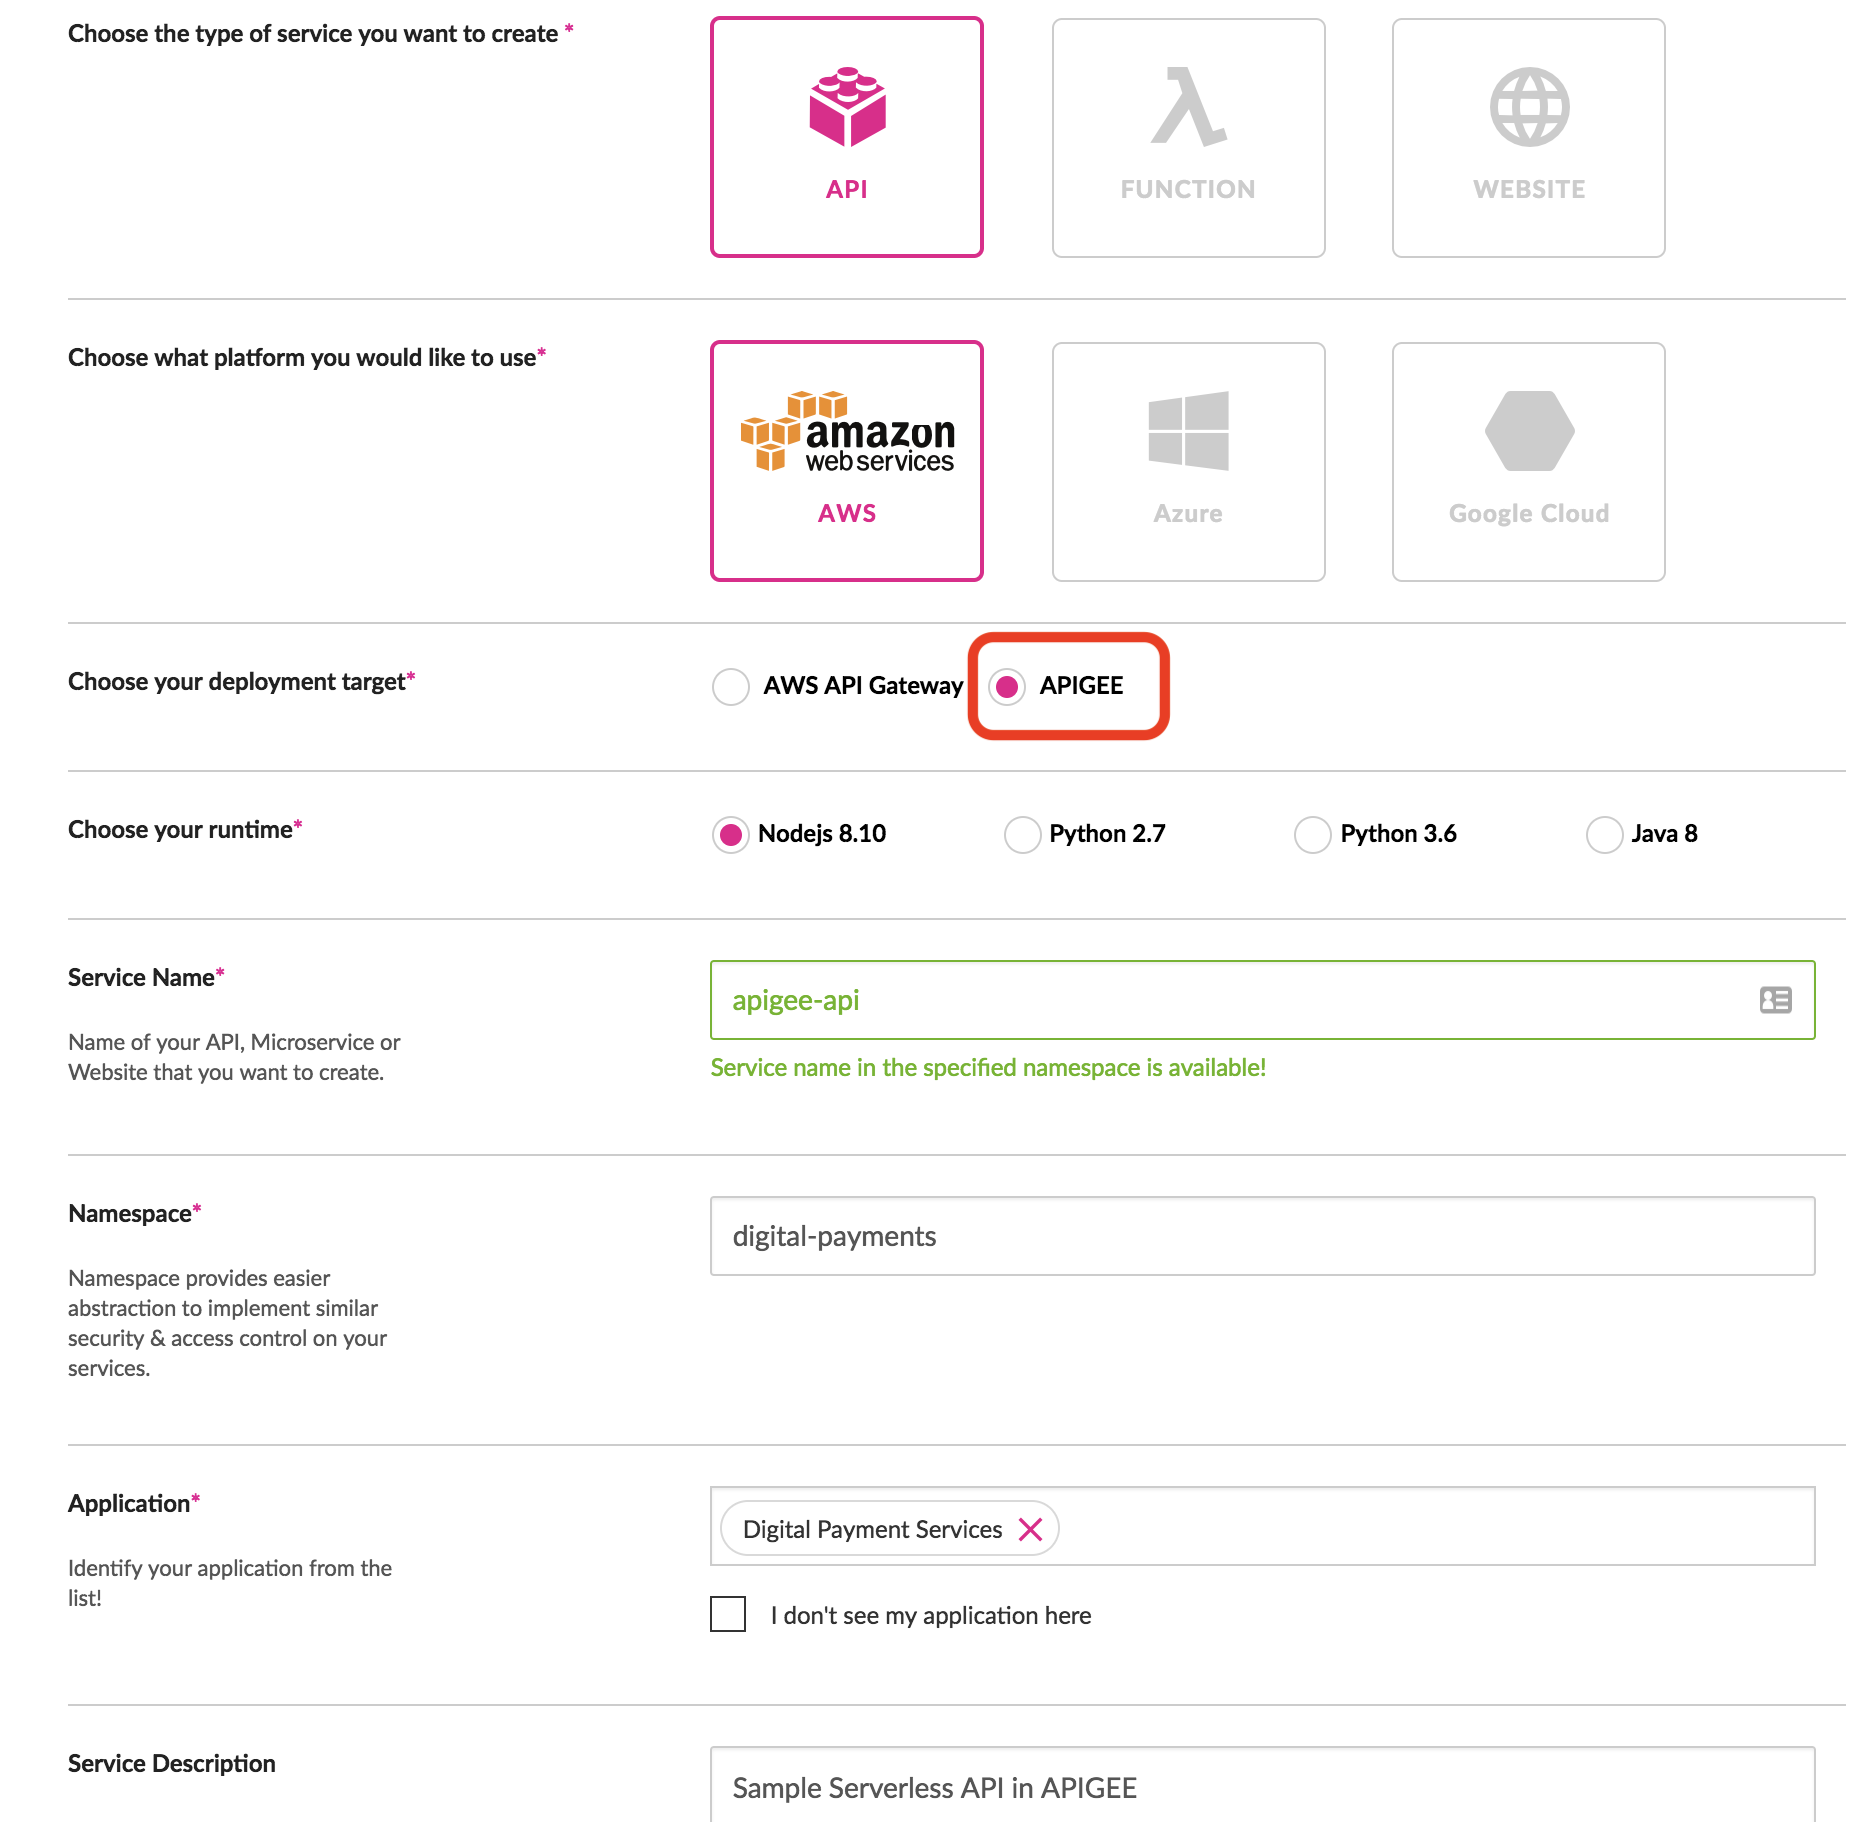 Choose the type of service you want to create *
API
FUNCTION
WEBSITE
Choose what platform you would like to use*
amazon
web services
AWS
Azure
Google Cloud
Choose your deployment target*
AWS API Gateway
APIGEE
Choose your runtime*
Nodejs 8.10
Python 2.7
Python 3.6
Java 8
Service Name*
apigee-api
Name of your API, Microservice or
Website that you want to create.
Service name in the specified namespace is available!
Namespace*
digital-payments
Namespace provides easier
abstraction to implement similar
security & access control on your
services.
Application*
Digital Payment Services
Identify your application from the
list!
I don't see my application here
Service Description
Sample Serverless API in APIGEE